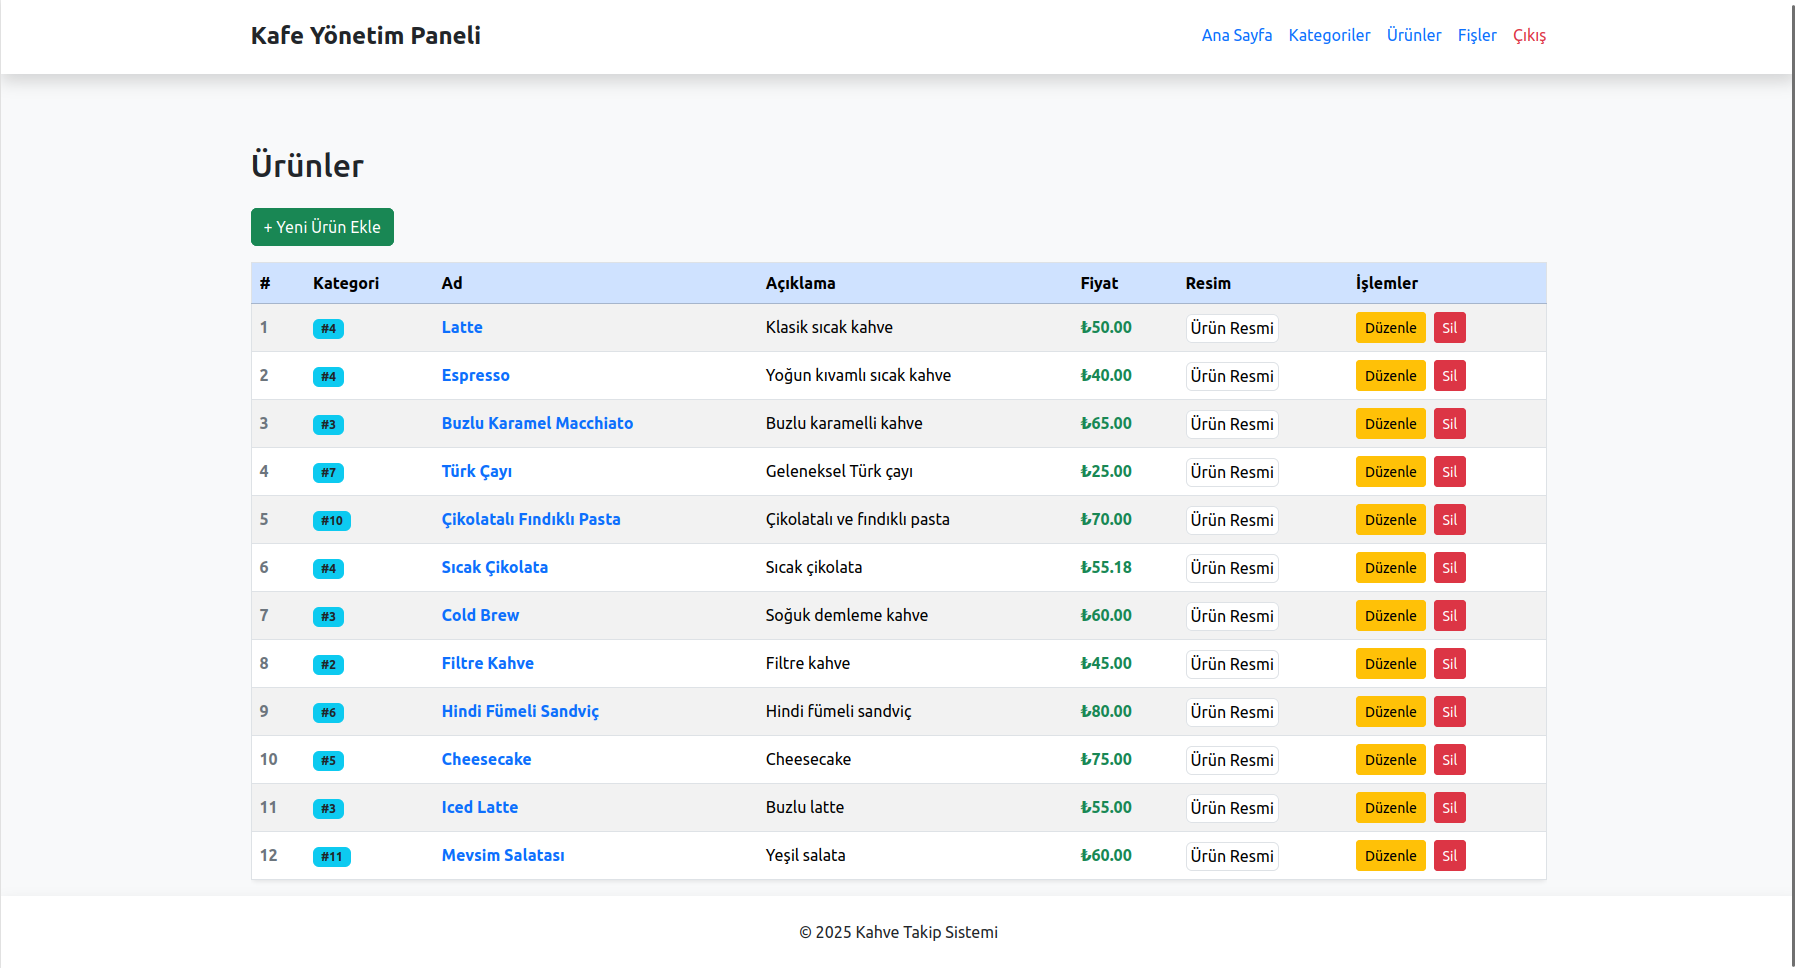 Kafe Yönetim Paneli Ana Sayfa Kategoriler Ürünler Fişler Çıkış
Ürünler
+ Yeni Ürün Ekle
# Kategori Ad Açıklama Fiyat Resim İşlemler
1 #4 Latte Klasik sıcak kahve ₺50.00 Ürün Resmi Düzenle Sil
2 #4 Espresso Yoğun kıvamlı sıcak kahve ₺40.00 Ürün Resmi Düzenle Sil
3 #3 Buzlu Karamel Macchiato Buzlu karamelli kahve ₺65.00 Ürün Resmi Düzenle Sil
4 #7 Türk Çayı Geleneksel Türk çayı ₺25.00 Ürün Resmi Düzenle Sil
5 #10 Çikolatalı Fındıklı Pasta Çikolatalı ve fındıklı pasta ₺70.00 Ürün Resmi Düzenle Sil
6 #4 Sıcak Çikolata Sıcak çikolata ₺55.18 Ürün Resmi Düzenle Sil
7 #3 Cold Brew Soğuk demleme kahve ₺60.00 Ürün Resmi Düzenle Sil
8 #2 Filtre Kahve Filtre kahve ₺45.00 Ürün Resmi Düzenle Sil
9 #6 Hindi Fümeli Sandviç Hindi fümeli sandviç ₺80.00 Ürün Resmi Düzenle Sil
10 #5 Cheesecake Cheesecake ₺75.00 Ürün Resmi Düzenle Sil
11 #3 Iced Latte Buzlu latte ₺55.00 Ürün Resmi Düzenle Sil
12 #11 Mevsim Salatası Yeşil salata ₺60.00 Ürün Resmi Düzenle Sil
© 2025 Kahve Takip Sistemi